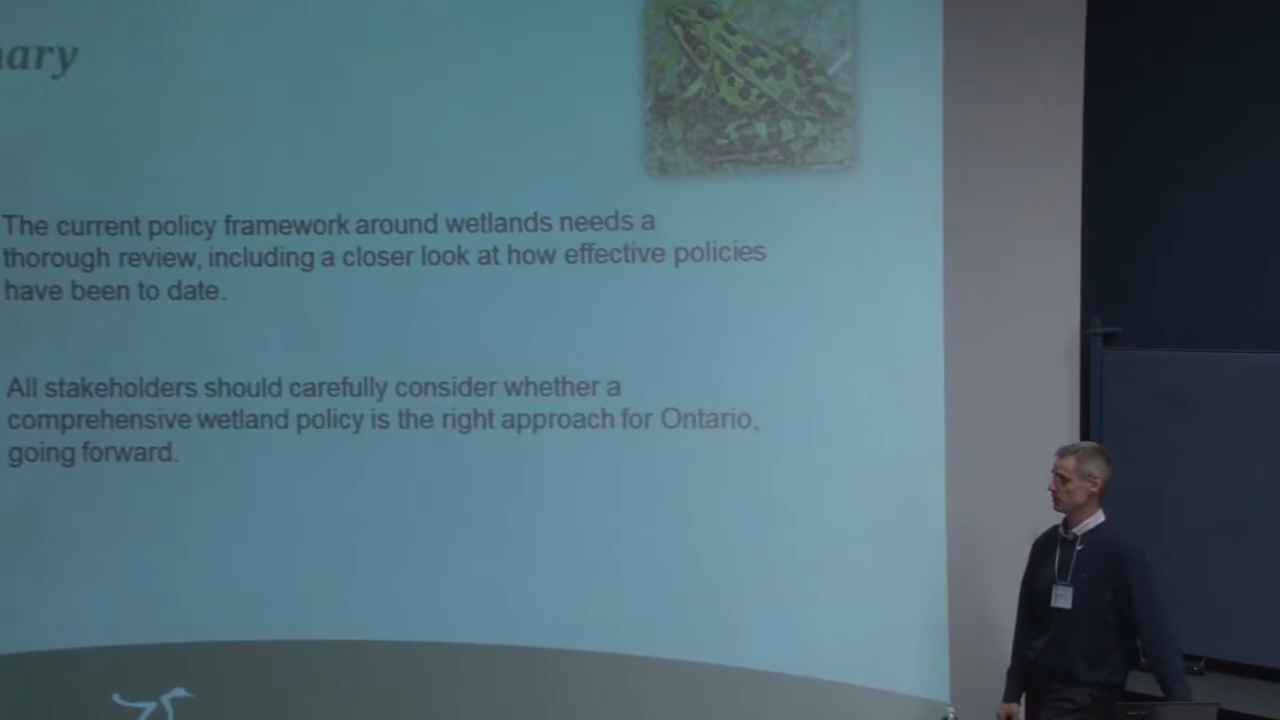 mary
The current policy framework around wetlands needs a
thorough review, including a closer look at how effective policies
have been to date.
All stakeholders should carefully consider whether a
comprehensive wetland policy is the right approach for Ontario,
going forward.